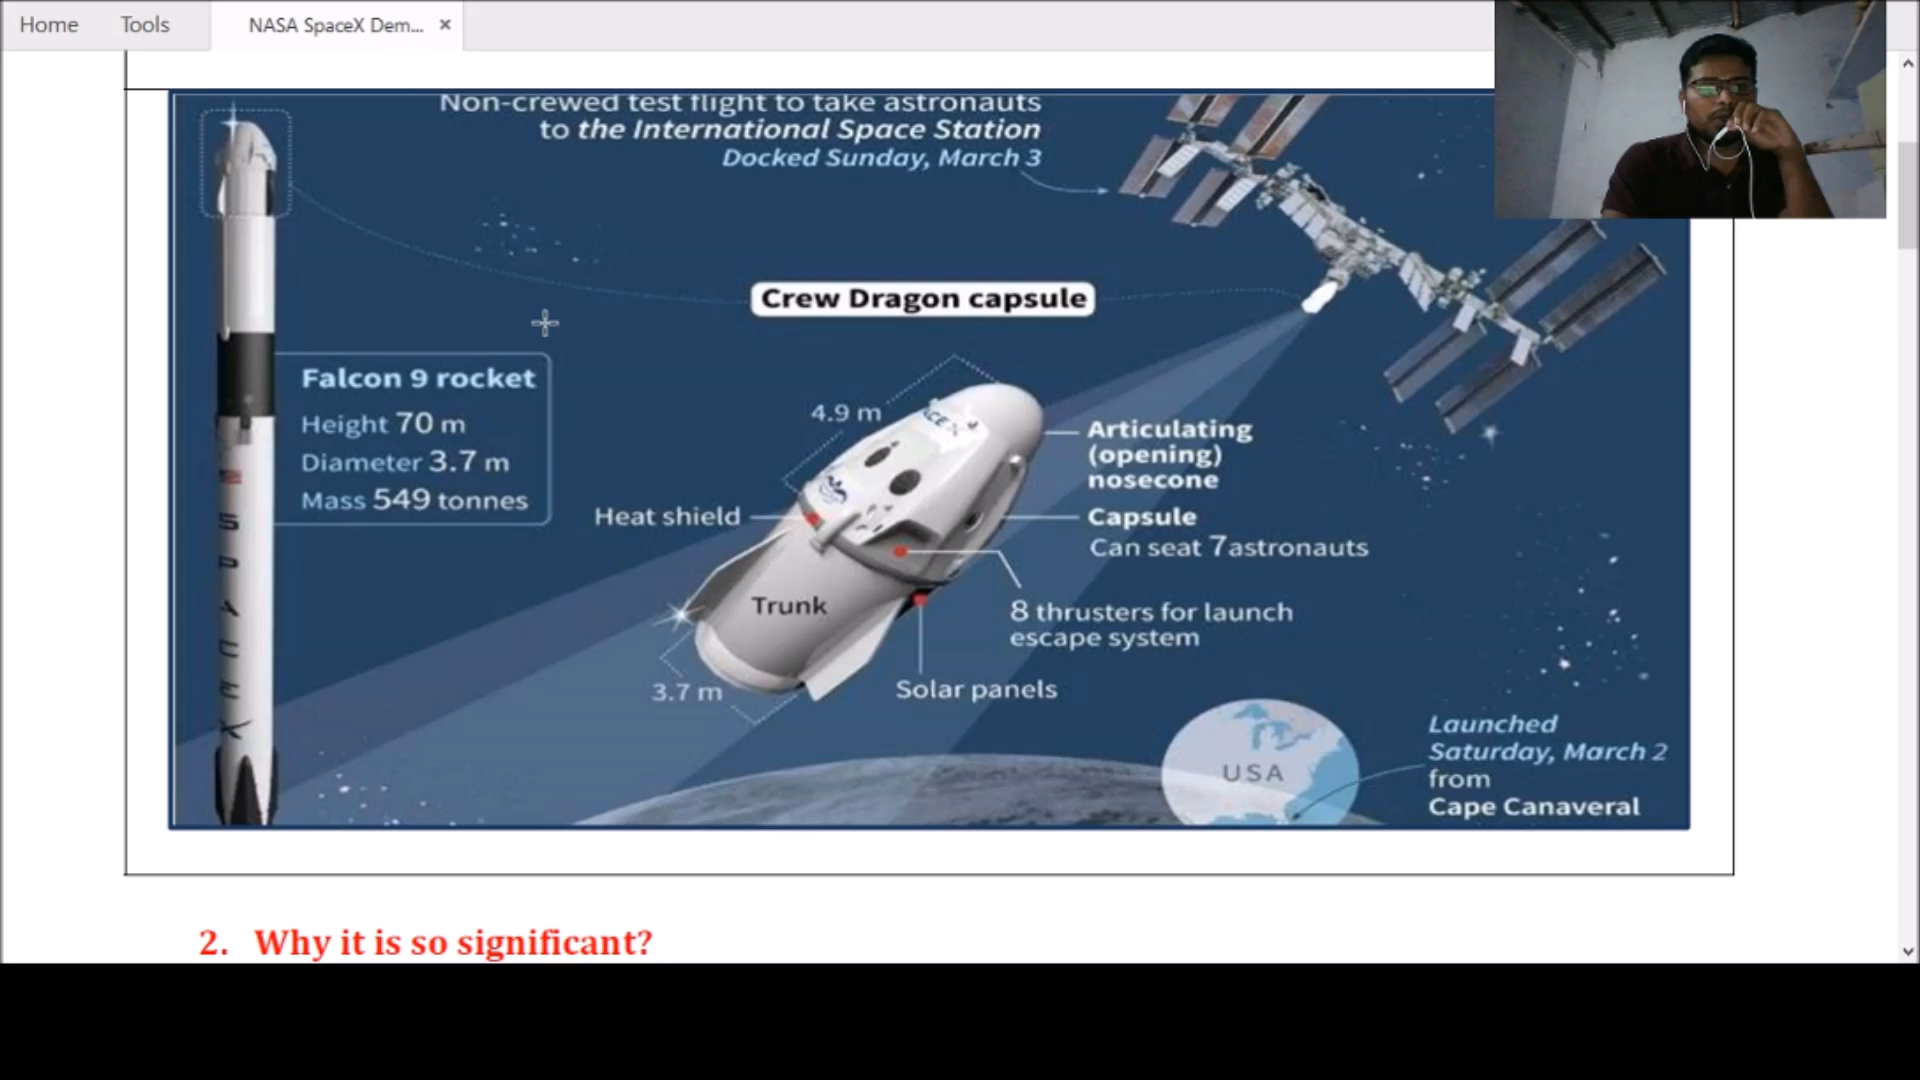 Home
Tools
NASA SpaceX Dem...
Non-crewed test flight to take astronauts
to the International Space Station
Docked Sunday, March 3
Crew Dragon capsule
Falcon 9 rocket
Height 70 m
Diameter 3.7 m
Mass 549 tonnes
SPACEX
4.9 m
Heat shield
Articulating
(opening)
nosecone
Capsule
Can seat 7astronauts
Trunk
8 thrusters for launch
escape system
3.7 m
Solar panels
USA
Launched
Saturday, March 2
from
Cape Canaveral
2. Why it is so significant?